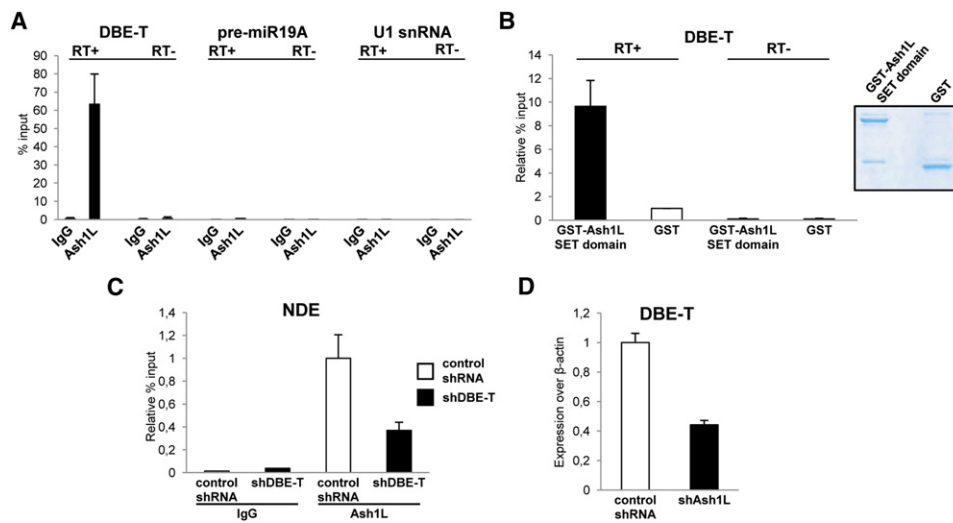 A
DBE-T
pre-miR19A
U1 snRNA
RT+
RT-
RT+
RT-
RT+
RT-
% input
90
80
70
60
50
40
30
20
10
0
IgG
Ash1L
IgG
Ash1L
IgG
Ash1L
IgG
Ash1L
IgG
Ash1L
IgG
Ash1L
B
DBE-T
RT+
RT-
Relative % input
14
12
10
8
6
4
2
0
GST-Ash1L
SET domain
GST
GST-Ash1L
SET domain
GST
GST-Ash1L
SET domain
GST
C
NDE
Relative % input
1,4
1,2
1
0,8
0,6
0,4
0,2
0
control
shRNA
shDBE-T
control
shRNA
shDBE-T
IgG
Ash1L
control
shRNA
shDBE-T
D
DBE-T
Expression over β-actin
1,2
1
0,8
0,6
0,4
0,2
0
control
shRNA
shAsh1L